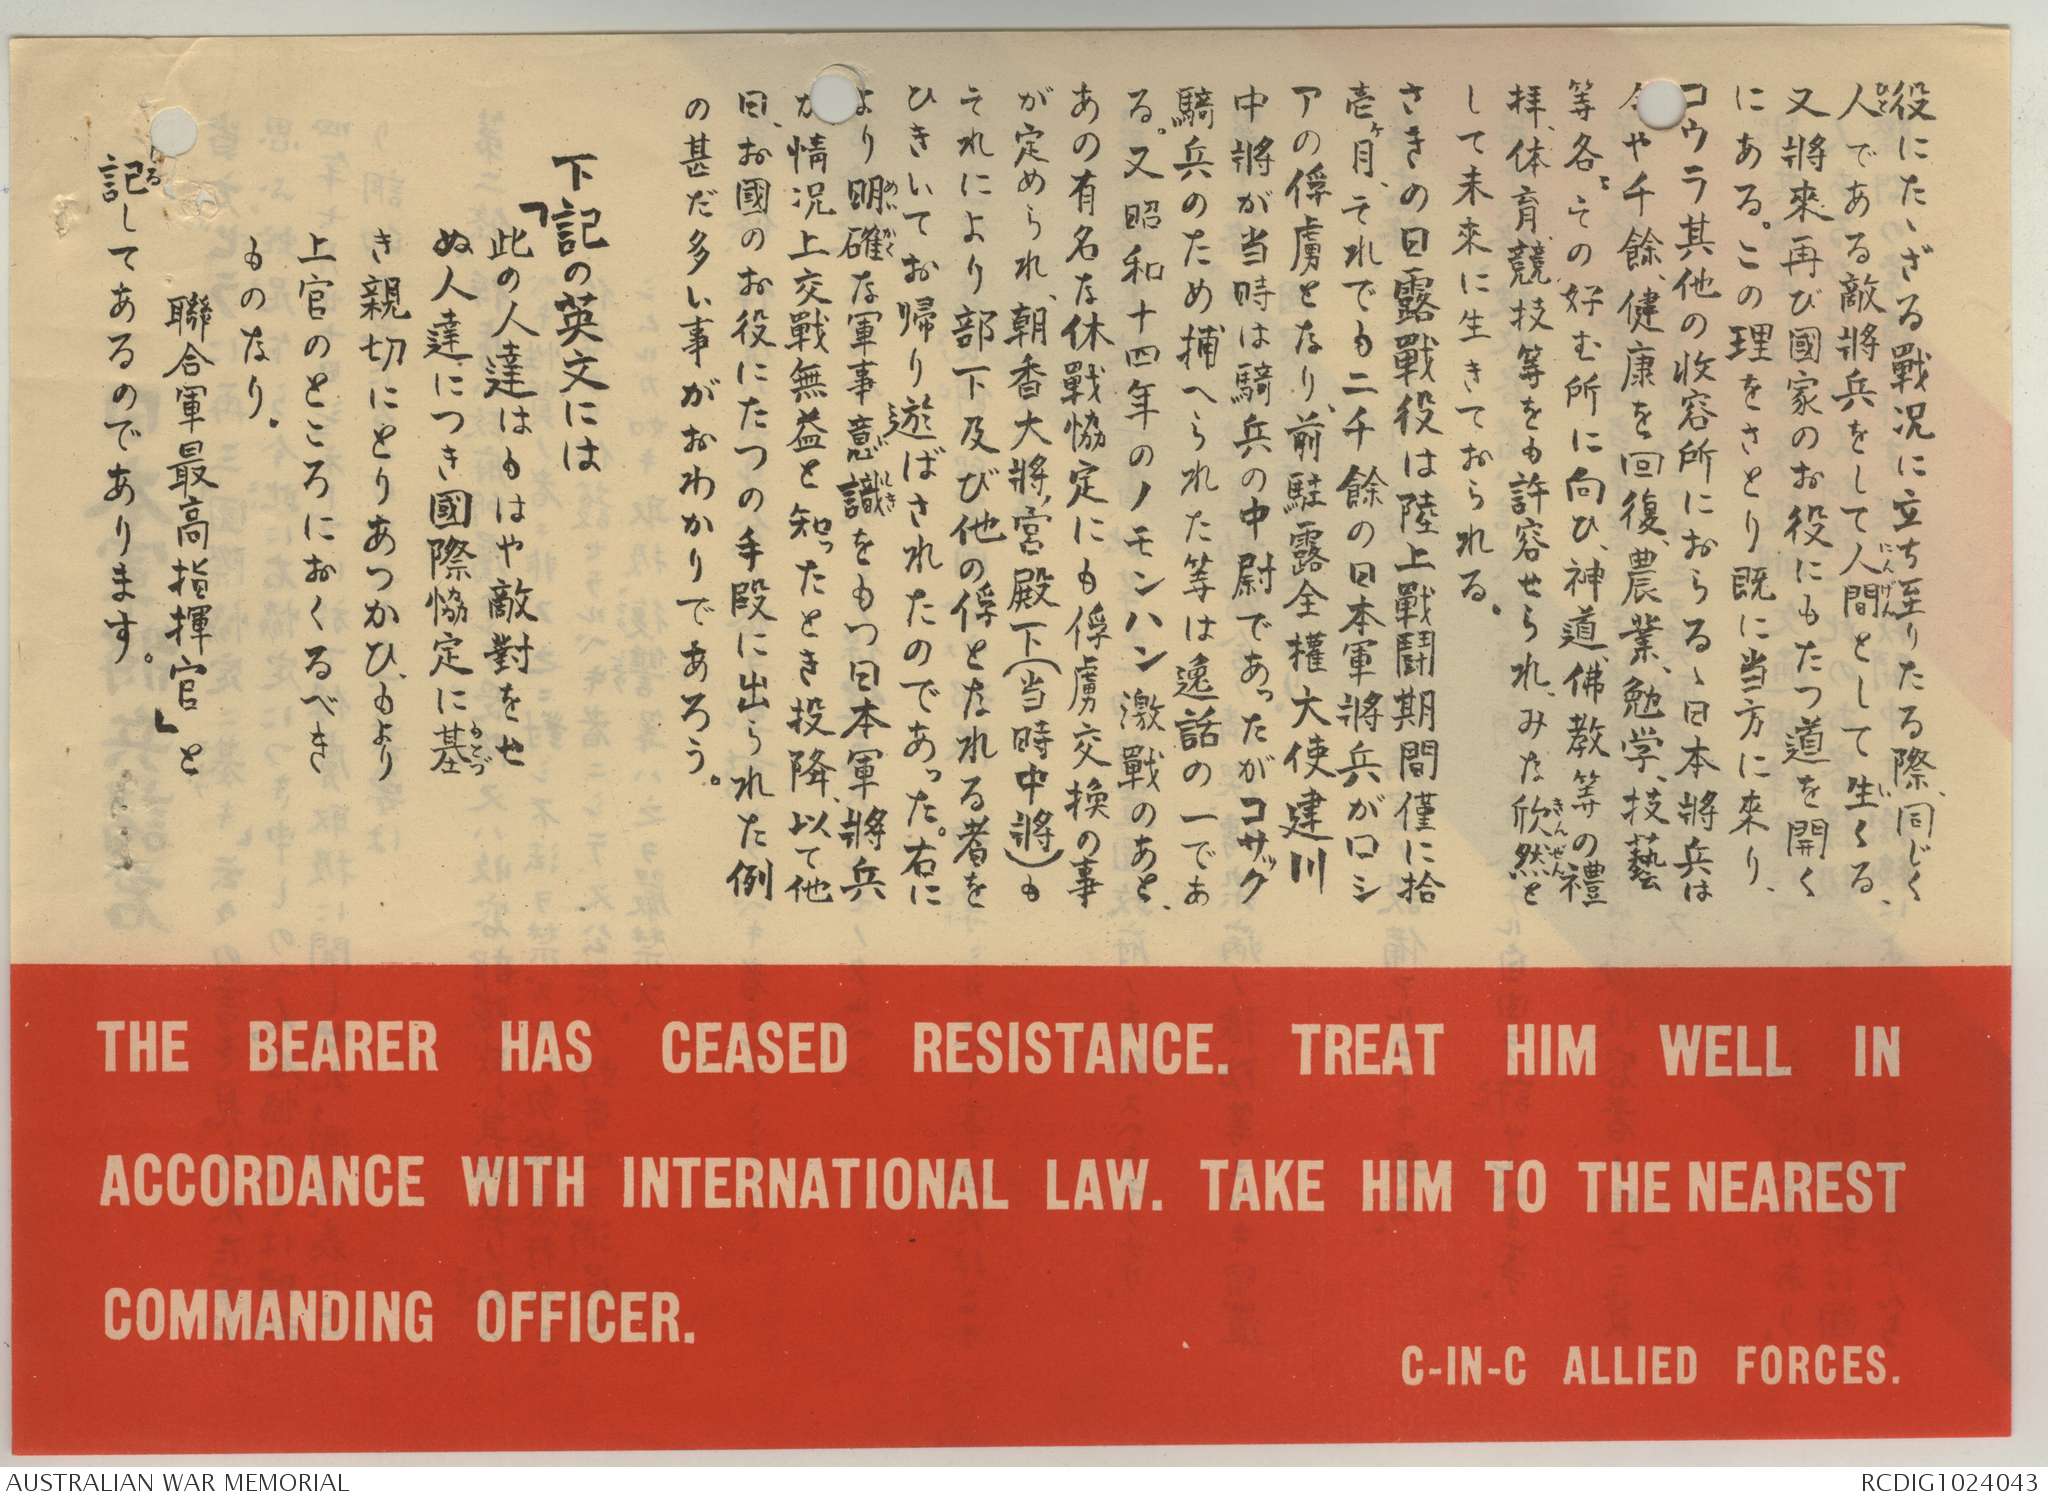 役にたゝざる戰況に立ち至りたる際、同じく
人である敵將兵をして人間として生くる、
又將來再び國家のお役にもたつ道を開く
にある。この理をさとり既に当方に来り、
コウラ其他の收容所におらるゝ日本將兵は
今や千餘、健康を回復、農業、勉学、技藝
等各〻その好む所に向ひ、神道、佛教等の禮
拝、体育、競技等をも許容せられ、みな欣然と
して未来に生きておられる。
さきの日露戰役は陸上戰鬪期間僅に拾
壱ヶ月、それでも二千餘の日本軍將兵がロシ
アの俘虜となり、前駐露全權大使建川
中將が当時は騎兵の中尉であったがコサック
騎兵のため捕へられた等は逸話の一であ
る。又昭和十四年のノモンハン激戰のあと、
あの有名な休戰協定にも俘虜交換の事
が定められ、朝香大將宮殿下(当時中將)も
それにより部下及び他の俘となれる者を
ひきいてお帰り遊ばされたのであった。右に
より明確な軍事意識をもつ日本軍將兵
が情況上交戰無益と知ったとき投降、以て他
日、お國のお役にたつの手段に出られた例
の甚だ多い事がおわかりであろう。
下記の英文には
「此の人達はもはや敵對をせ
ぬ人達につき國際協定に基
き親切にとりあつかひ、もより
上官のところにおくるべき
ものなり。
聯合軍最高指揮官」と
記してあるのであります。
THE BEARER HAS CEASED RESISTANCE. TREAT HIM WELL IN
ACCORDANCE WITH INTERNATIONAL LAW. TAKE HIM TO THE NEAREST
COMMANDING OFFICER.
C-IN-C ALLIED FORCES.
AUSTRALIAN WAR MEMORIAL
RCDIG1024043